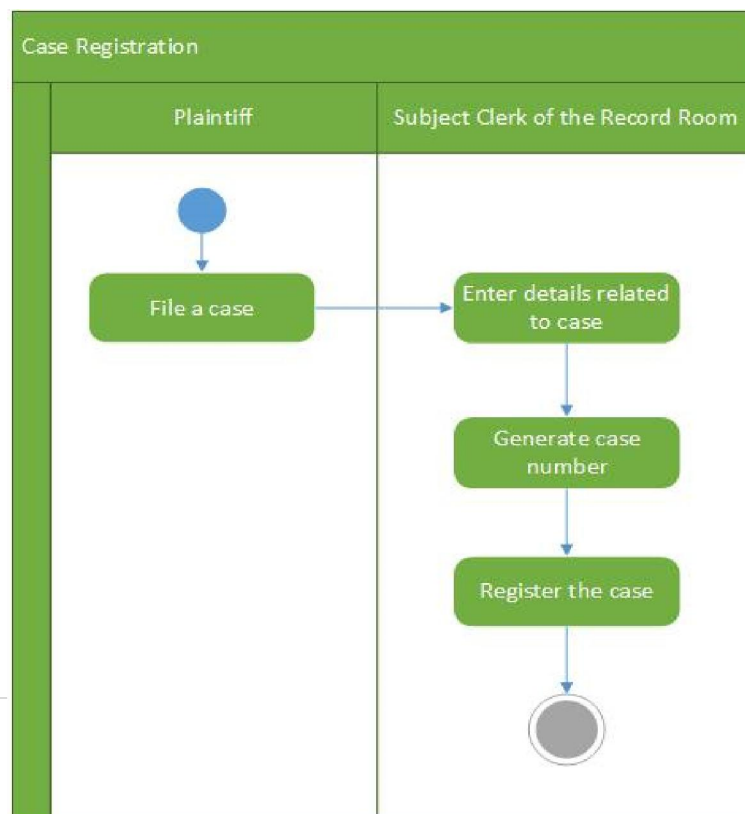 Case Registration
Plaintiff
Subject Clerk of the Record Room
File a case
Enter details related
to case
Generate case
number
Register the case